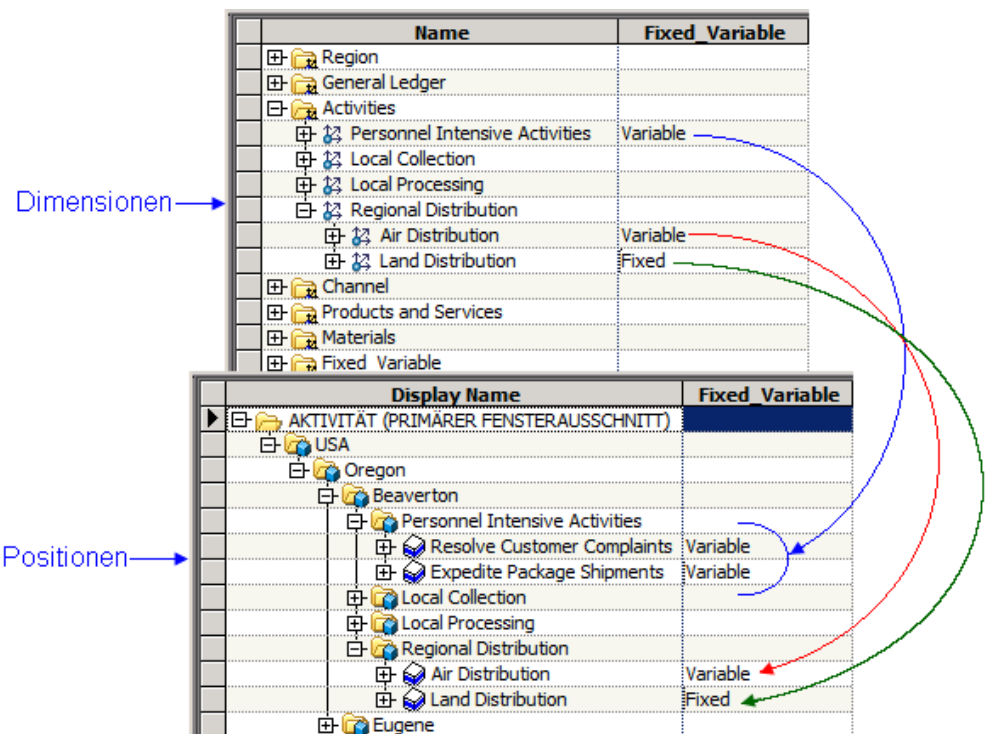 Name Fixed_Variable
Region
General Ledger
Activities
Personnel Intensive Activities Variable
Local Collection
Local Processing
Dimensionen
Regional Distribution
Air Distribution Variable
Land Distribution Fixed
Channel
Products and Services
Materials
Fixed Variable
Display Name Fixed_Variable
AKTIVITÄT (PRIMÄRER FENSTERAUSSCHNITT)
USA
Oregon
Beaverton
Personnel Intensive Activities
Resolve Customer Complaints Variable
Positionen
Expedite Package Shipments Variable
Local Collection
Local Processing
Regional Distribution
Air Distribution Variable
Land Distribution Fixed
Eugene